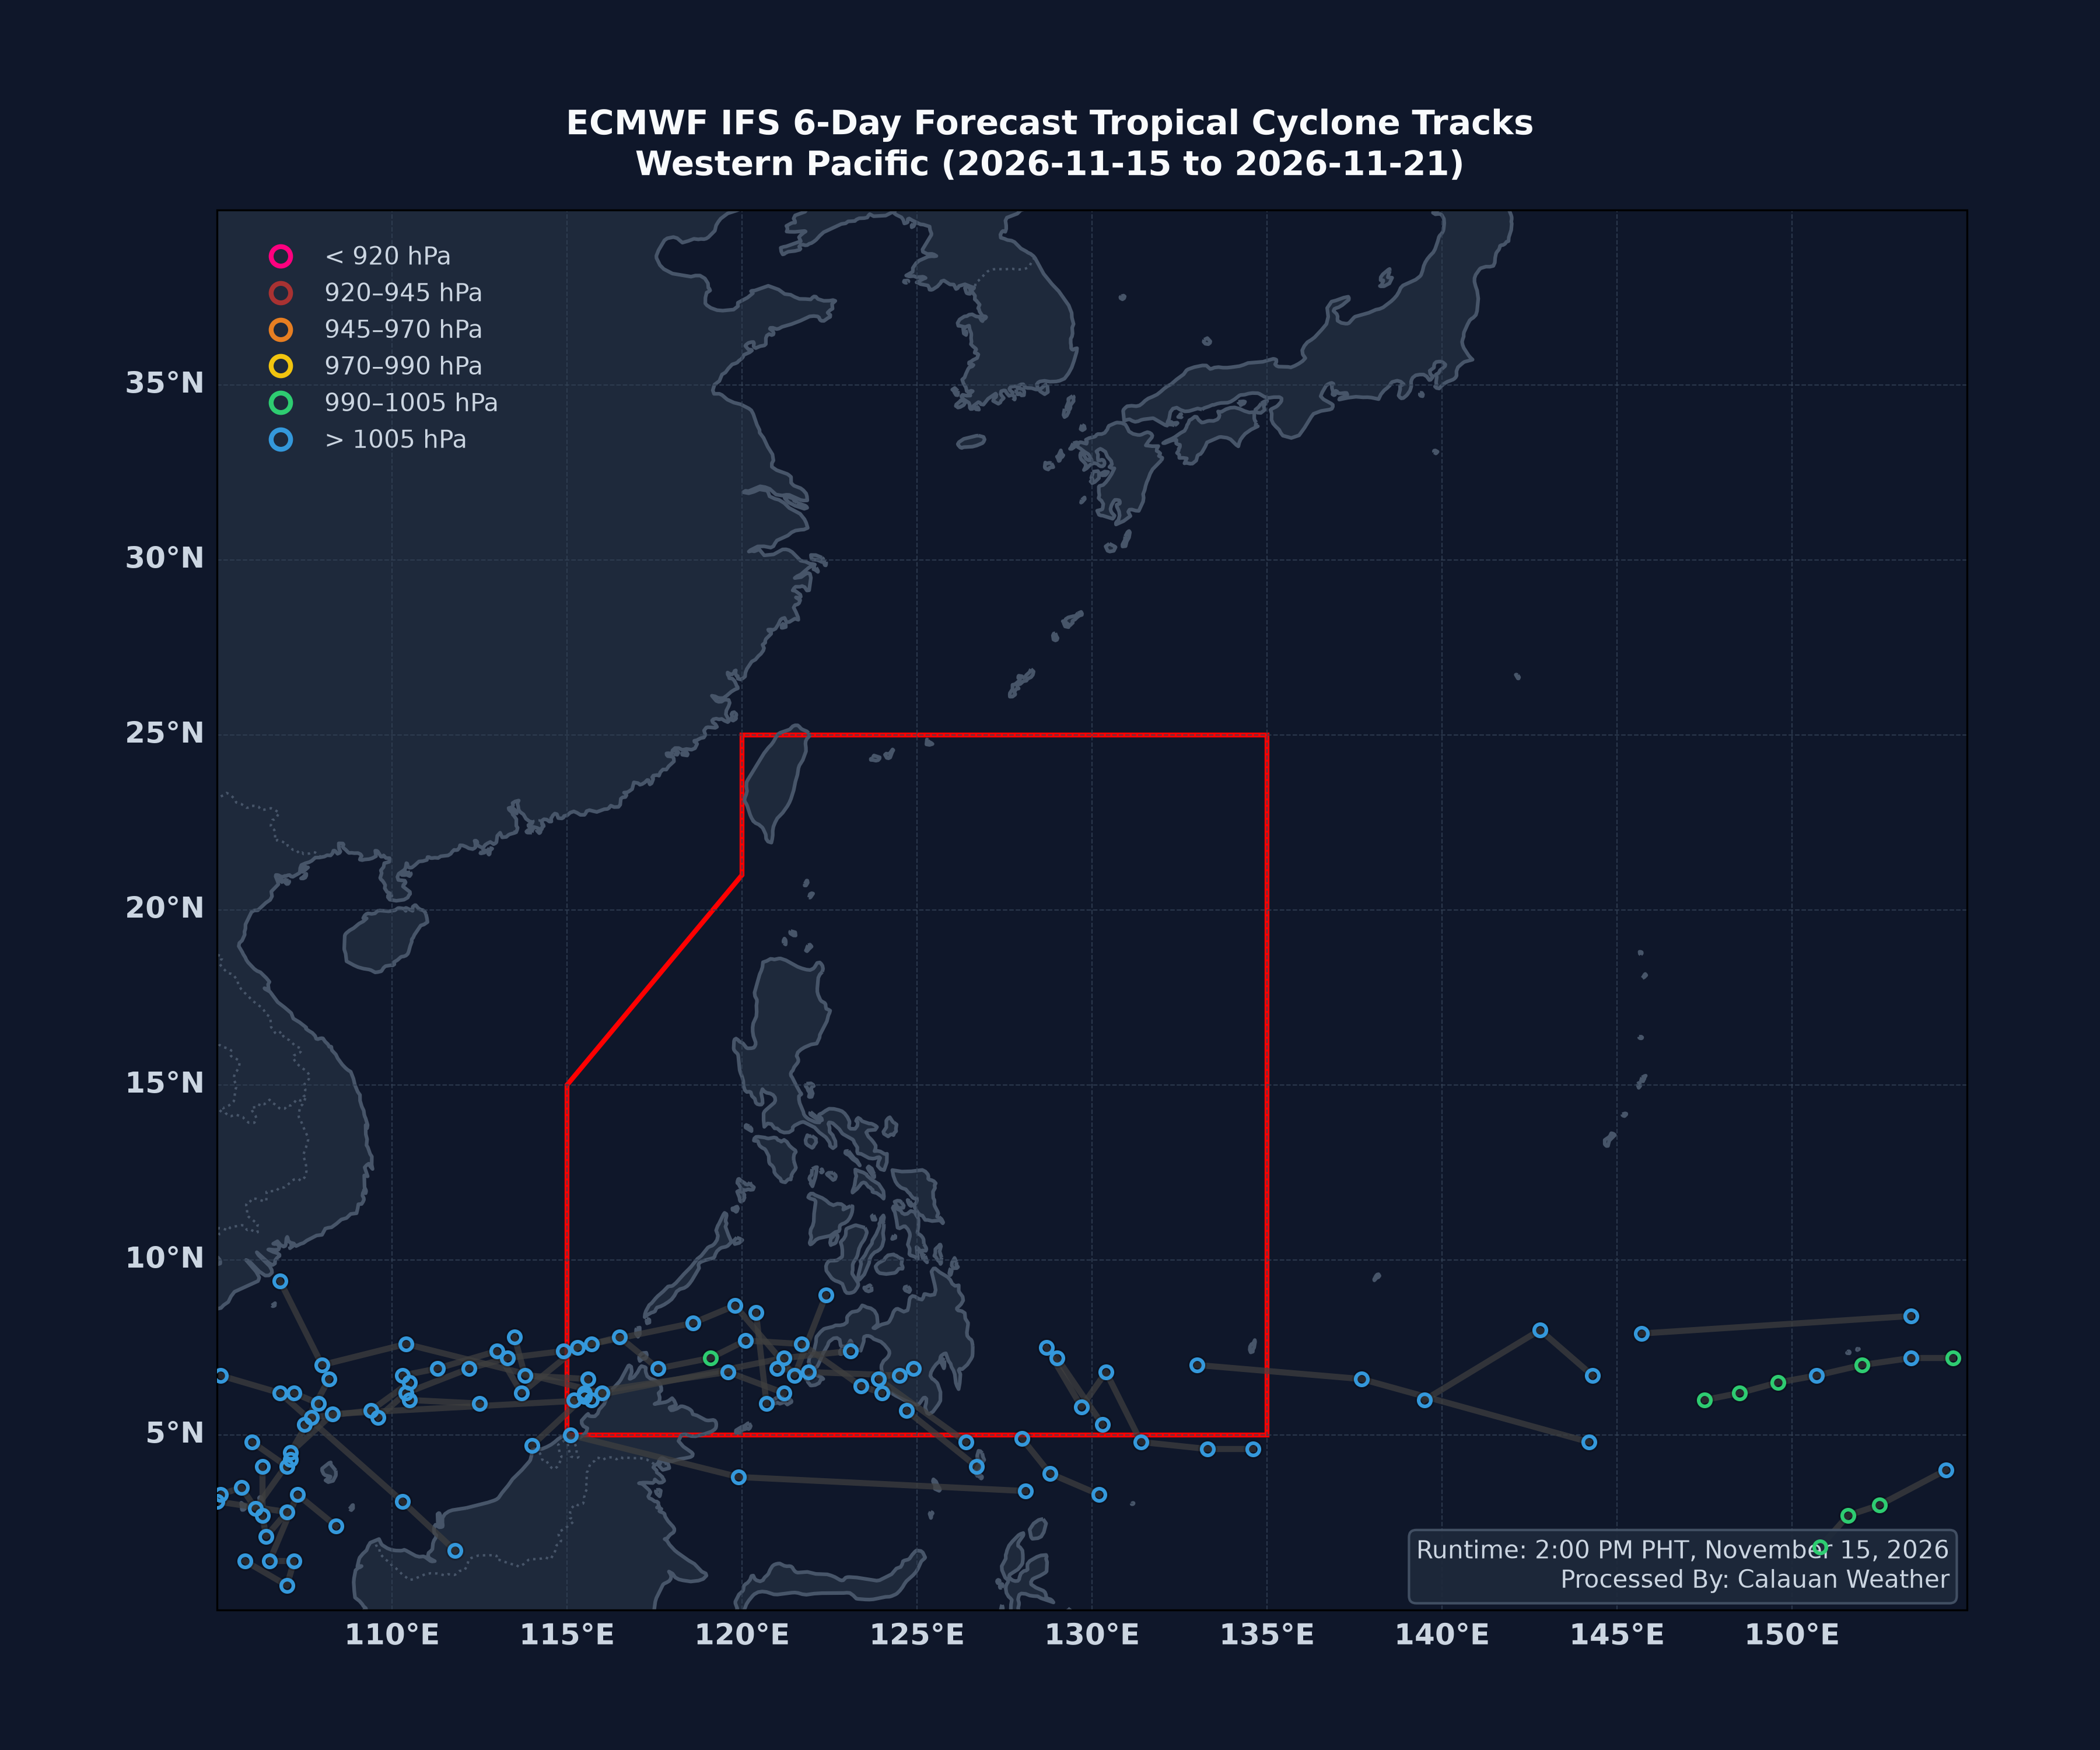 ECMWF IFS 6-Day Forecast Tropical Cyclone Tracks
Western Pacific (2026-11-15 to 2026-11-21)
< 920 hPa
920–945 hPa
945–970 hPa
970–990 hPa
990–1005 hPa
> 1005 hPa
35°N
30°N
25°N
20°N
15°N
10°N
5°N
Runtime: 2:00 PM PHT, November 15, 2026
Processed By: Calauan Weather
110°E 115°E 120°E 125°E 130°E 135°E 140°E 145°E 150°E